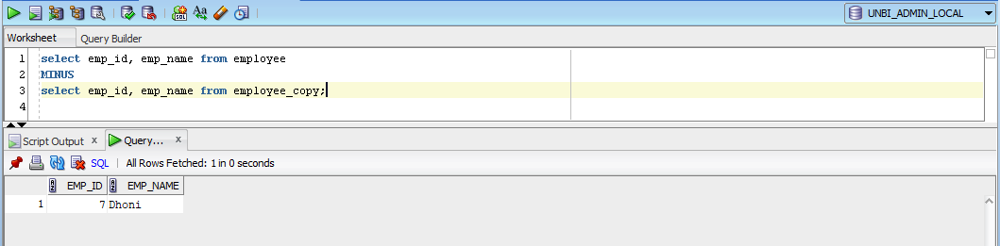 UNBI_ADMIN_LOCAL
Worksheet Query Builder
1 select emp_id, emp_name from employee
2 MINUS
3 select emp_id, emp_name from employee_copy;
4
Script Output x Query... x
SQL | All Rows Fetched: 1 in 0 seconds
EMP_ID EMP_NAME
1 7 Dhoni